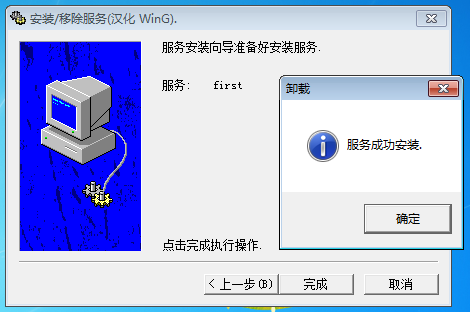 安装/移除服务(汉化 WinG).
服务安装向导准备好安装服务.
服务: first
卸载
服务成功安装.
确定
点击完成执行操作.
< 上一步(B) 完成 取消